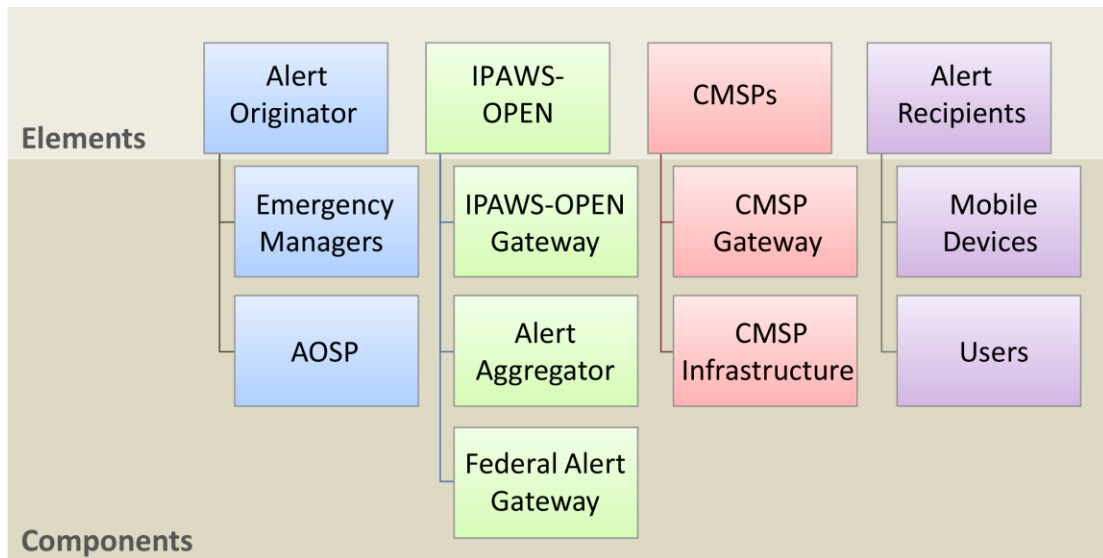 Alert
Originator
IPAWS-
OPEN
CMSPs
Alert
Recipients
Elements
Emergency
Managers
IPAWS-OPEN
Gateway
CMSP
Gateway
Mobile
Devices
AOSP
Alert
Aggregator
CMSP
Infrastructure
Users
Federal Alert
Gateway
Components